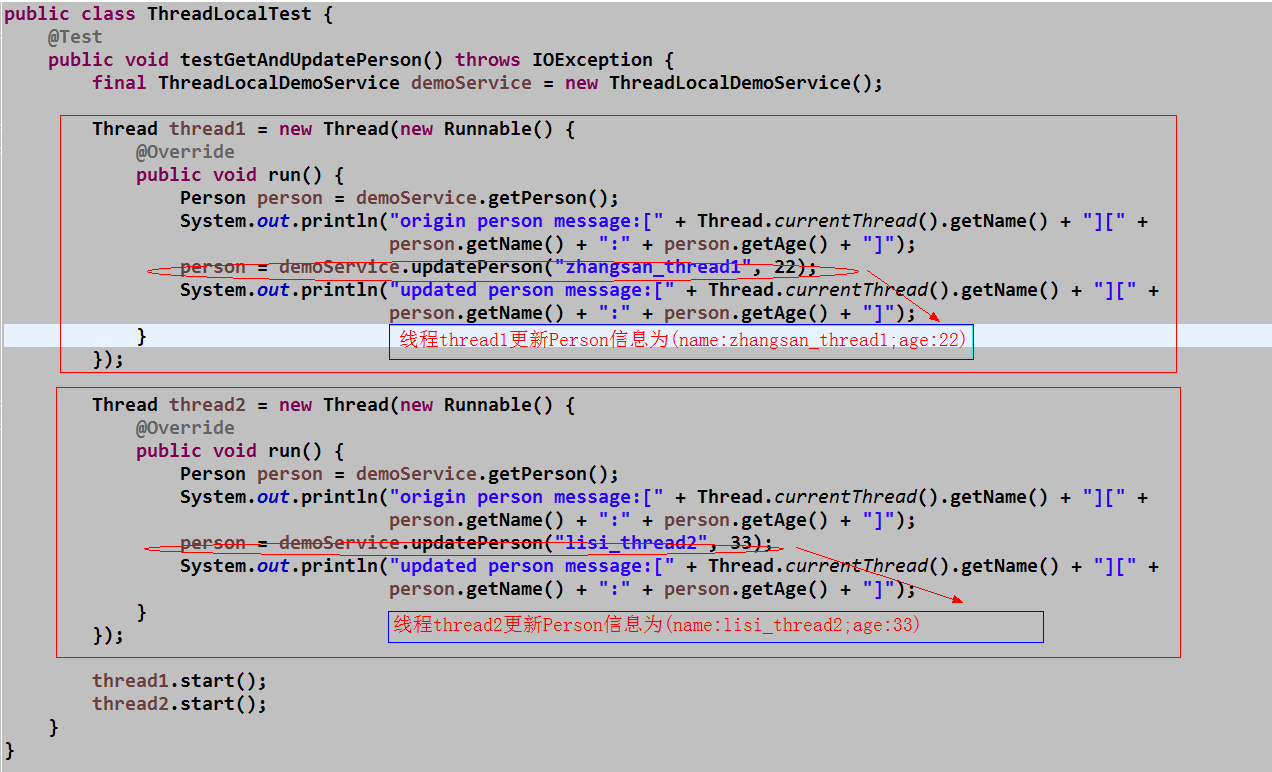 public class ThreadLocalTest {
@Test
public void testGetAndUpdatePerson() throws IOException {
final ThreadLocalDemoService demoService = new ThreadLocalDemoService();
Thread thread1 = new Thread(new Runnable() {
@Override
public void run() {
Person person = demoService.getPerson();
System.out.println("origin person message:[" + Thread.currentThread().getName() + "][" +
person.getName() + ":" + person.getAge() + "]");
person = demoService.updatePerson("zhangsan_thread1", 22);
System.out.println("updated person message:[" + Thread.currentThread().getName() + "][" +
person.getName() + ":" + person.getAge() + "]");
}
线程thread1更新Person信息为(name:zhangsan_thread1;age:22)
});
Thread thread2 = new Thread(new Runnable() {
@Override
public void run() {
Person person = demoService.getPerson();
System.out.println("origin person message:[" + Thread.currentThread().getName() + "][" +
person.getName() + ":" + person.getAge() + "]");
person = demoService.updatePerson("lisi_thread2", 33);
System.out.println("updated person message:[" + Thread.currentThread().getName() + "][" +
person.getName() + ":" + person.getAge() + "]");
}
线程thread2更新Person信息为(name:lisi_thread2;age:33)
});
thread1.start();
thread2.start();
}
}